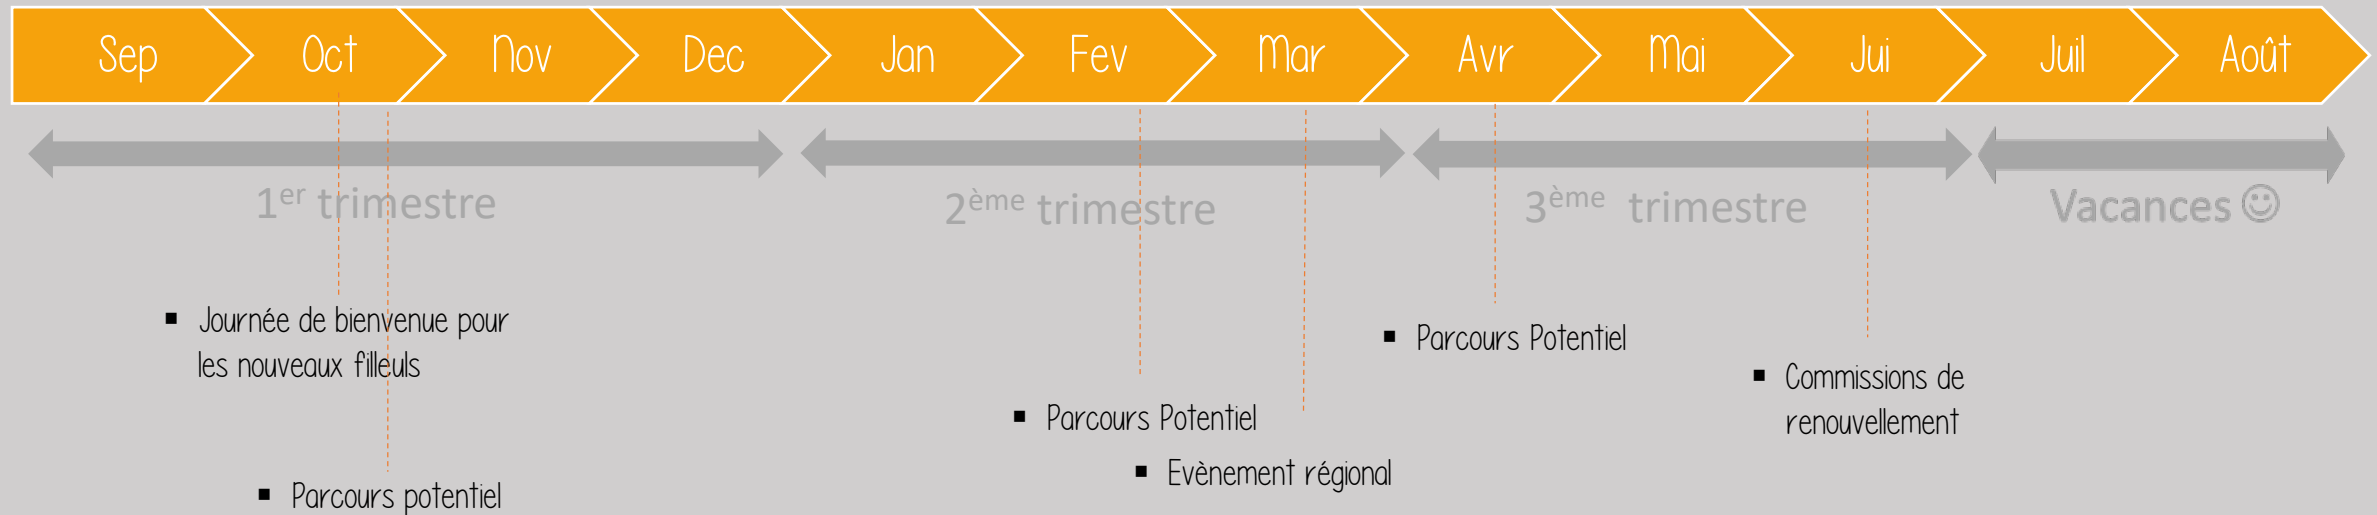 Sep Oct Nov Dec Jan Fev Mar Avr Mai Jui Juil Août
1er trimestre
2ème trimestre
3ème trimestre
Vacances ☺
▪ Journée de bienvenue pour
les nouveaux filleuls
▪ Parcours potentiel
▪ Parcours Potentiel
▪ Evènement régional
▪ Parcours Potentiel
▪ Commissions de
renouvellement